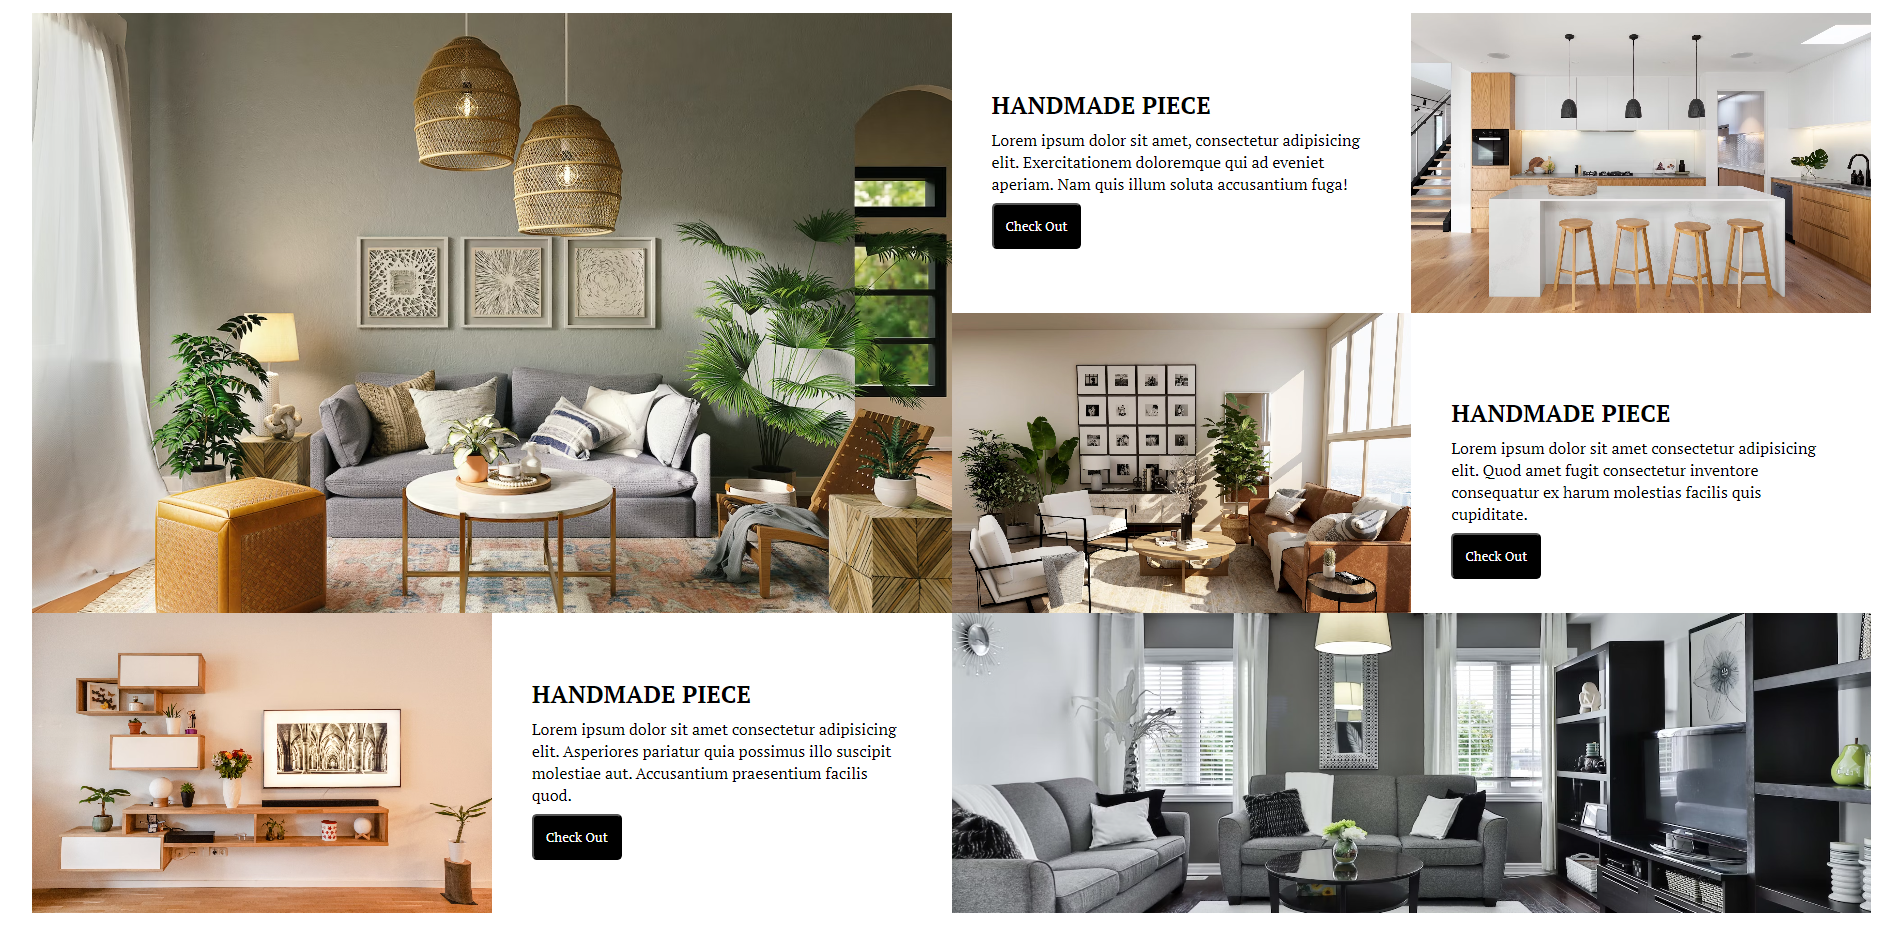 HANDMADE PIECE
Lorem ipsum dolor sit amet, consectetur adipisicing
elit. Exercitationem doloremque qui ad eveniet
aperiam. Nam quis illum soluta accusantium fuga!
Check Out
HANDMADE PIECE
Lorem ipsum dolor sit amet consectetur adipisicing
elit. Quod amet fugit consectetur inventore
consequatur ex harum molestias facilis quis
cupiditate.
Check Out
HANDMADE PIECE
Lorem ipsum dolor sit amet consectetur adipisicing
elit. Asperiores pariatur quia possimus illo suscipit
molestiae aut. Accusantium praesentium facilis
quod.
Check Out